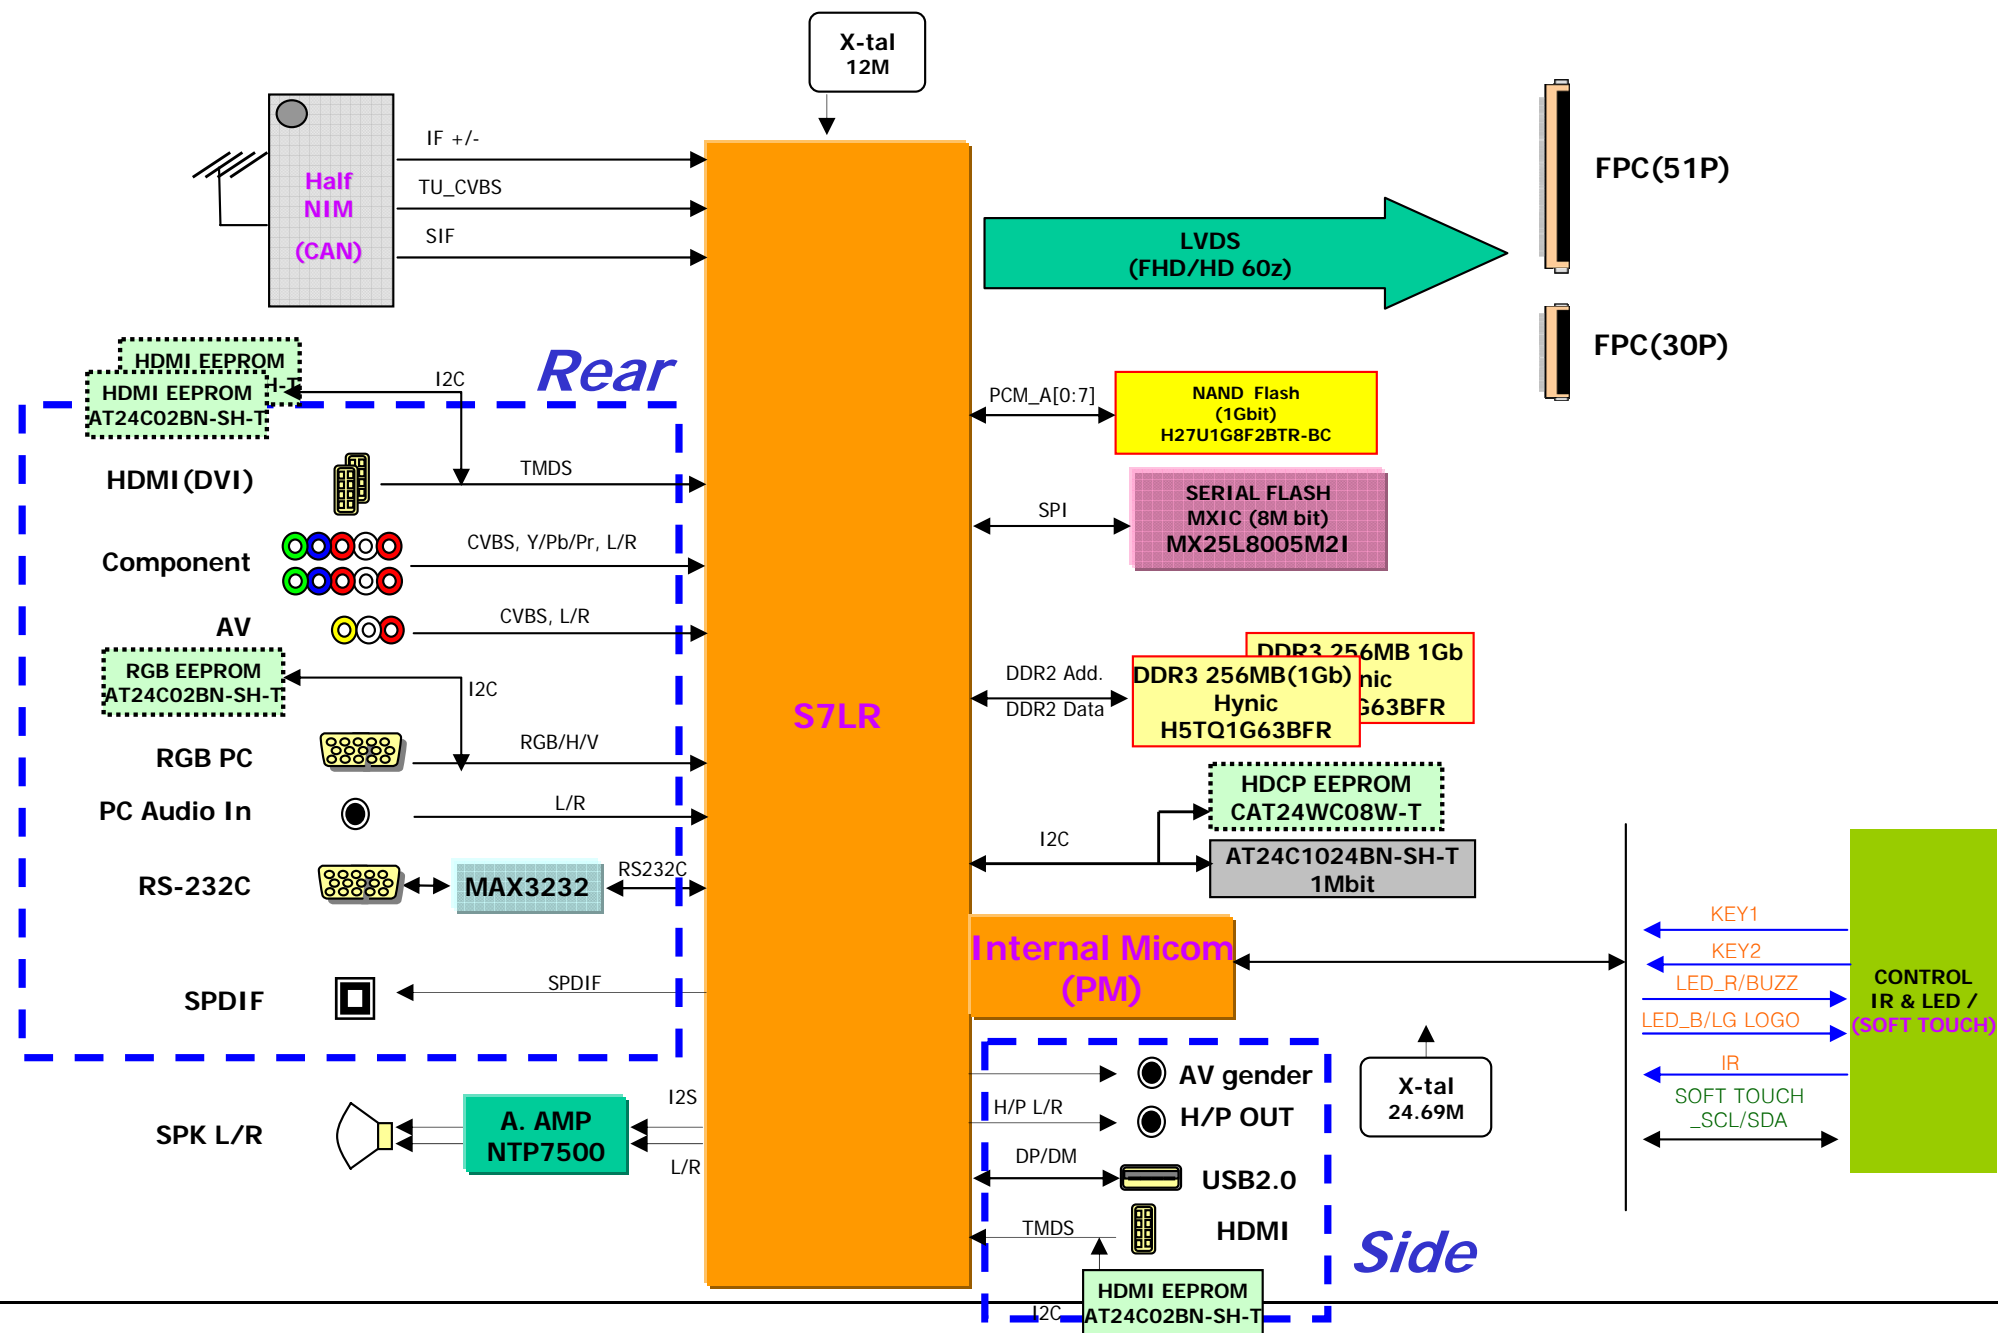 X-tal
12M
Half
NIM
(CAN)
IF +/-
TU_CVBS
SIF
LVDS
(FHD/HD 60z)
FPC(51P)
FPC(30P)
Rear
HDMI EEPROM
H-T
HDMI EEPROM
AT24C02BN-SH-T
I2C
HDMI(DVI)
TMDS
Component
CVBS, Y/Pb/Pr, L/R
AV
CVBS, L/R
RGB EEPROM
AT24C02BN-SH-T
I2C
RGB PC
RGB/H/V
PC Audio In
L/R
RS-232C
MAX3232
RS232C
SPDIF
SPDIF
SPK L/R
A. AMP
NTP7500
I2S
L/R
S7LR
PCM_A[0:7]
NAND Flash
(1Gbit)
H27U1G8F2BTR-BC
SPI
SERIAL FLASH
MXIC (8M bit)
MX25L8005M2I
DDR2 Add.
DDR2 Data
DDR3 256MB 1Gb
nic
G63BFR
DDR3 256MB(1Gb)
Hynic
H5TQ1G63BFR
I2C
HDCP EEPROM
CAT24WC08W-T
AT24C1024BN-SH-T
1Mbit
Internal Micom
(PM)
KEY1
KEY2
LED_R/BUZZ
LED_B/LG LOGO
IR
SOFT TOUCH
_SCL/SDA
CONTROL
IR & LED /
(SOFT TOUCH)
X-tal
24.69M
AV gender
H/P L/R
H/P OUT
DP/DM
USB2.0
TMDS
HDMI
Side
HDMI EEPROM
AT24C02BN-SH-T
I2C